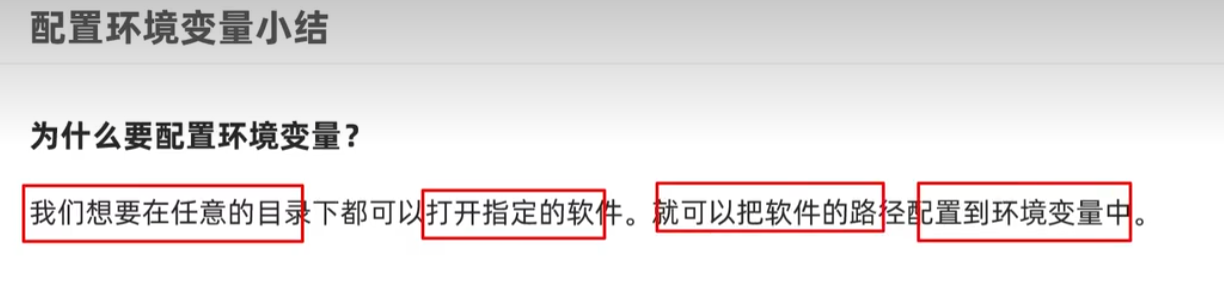 配置环境变量小结
为什么要配置环境变量？
我们想要在任意的目录下都可以打开指定的软件。就可以把软件的路径配置到环境变量中。